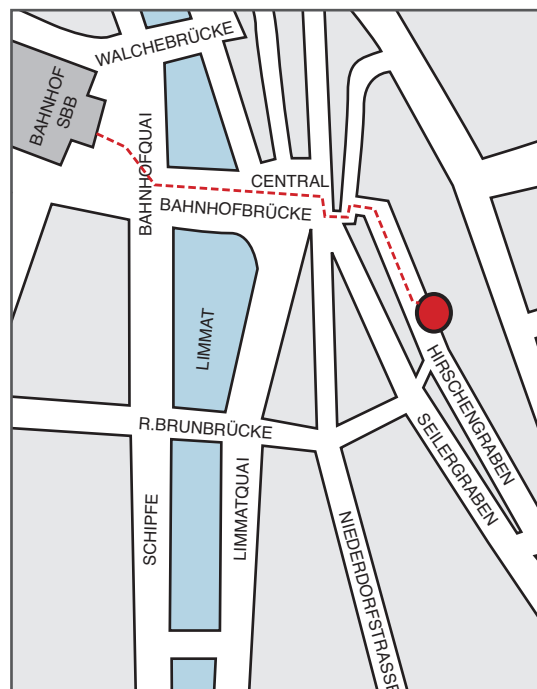 WALCHEBRÜCKE
BAHNHOF
SBB
BAHNHOFQUAI
CENTRAL
BAHNHOFBRÜCKE
LIMMAT
HIRSCHENGRABEN
R.BRUNBRÜCKE
SEILERGRABEN
SCHIPFE
LIMMATQUAI
NIEDERDORFSTRASSE